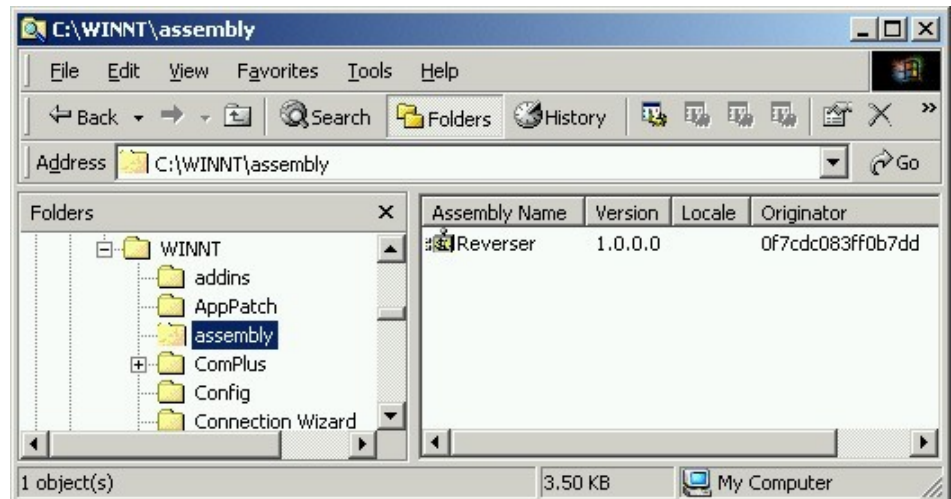 C:\WINNT\assembly
File Edit View Favorites Tools Help
Back Search Folders History »
Address C:\WINNT\assembly Go
Folders
WINNT
addins
AppPatch
assembly
ComPlus
Config
Connection Wizard
Assembly Name Version Locale Originator
Reverser 1.0.0.0 0f7cdc083ff0b7dd
1 object(s) 3.50 KB My Computer